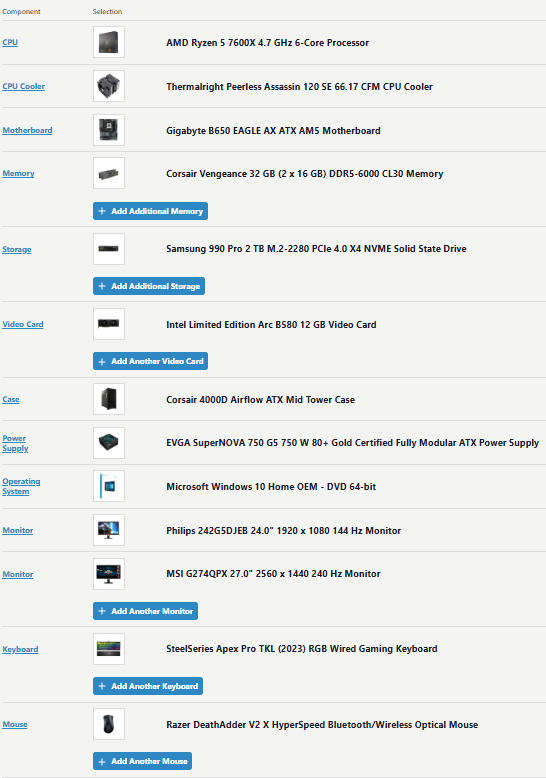 Component Selection
CPU AMD Ryzen 5 7600X 4.7 GHz 6-Core Processor
CPU Cooler Thermalright Peerless Assassin 120 SE 66.17 CFM CPU Cooler
Motherboard Gigabyte B650 EAGLE AX ATX AM5 Motherboard
Memory Corsair Vengeance 32 GB (2 x 16 GB) DDR5-6000 CL30 Memory
+ Add Additional Memory
Storage Samsung 990 Pro 2 TB M.2-2280 PCIe 4.0 X4 NVME Solid State Drive
+ Add Additional Storage
Video Card Intel Limited Edition Arc B580 12 GB Video Card
+ Add Another Video Card
Case Corsair 4000D Airflow ATX Mid Tower Case
Power
Supply EVGA SuperNOVA 750 G5 750 W 80+ Gold Certified Fully Modular ATX Power Supply
Operating
System Microsoft Windows 10 Home OEM - DVD 64-bit
Monitor Philips 242G5DJEB 24.0" 1920 x 1080 144 Hz Monitor
Monitor MSI G274QPX 27.0" 2560 x 1440 240 Hz Monitor
+ Add Another Monitor
Keyboard SteelSeries Apex Pro TKL (2023) RGB Wired Gaming Keyboard
+ Add Another Keyboard
Mouse Razer DeathAdder V2 X HyperSpeed Bluetooth/Wireless Optical Mouse
+ Add Another Mouse